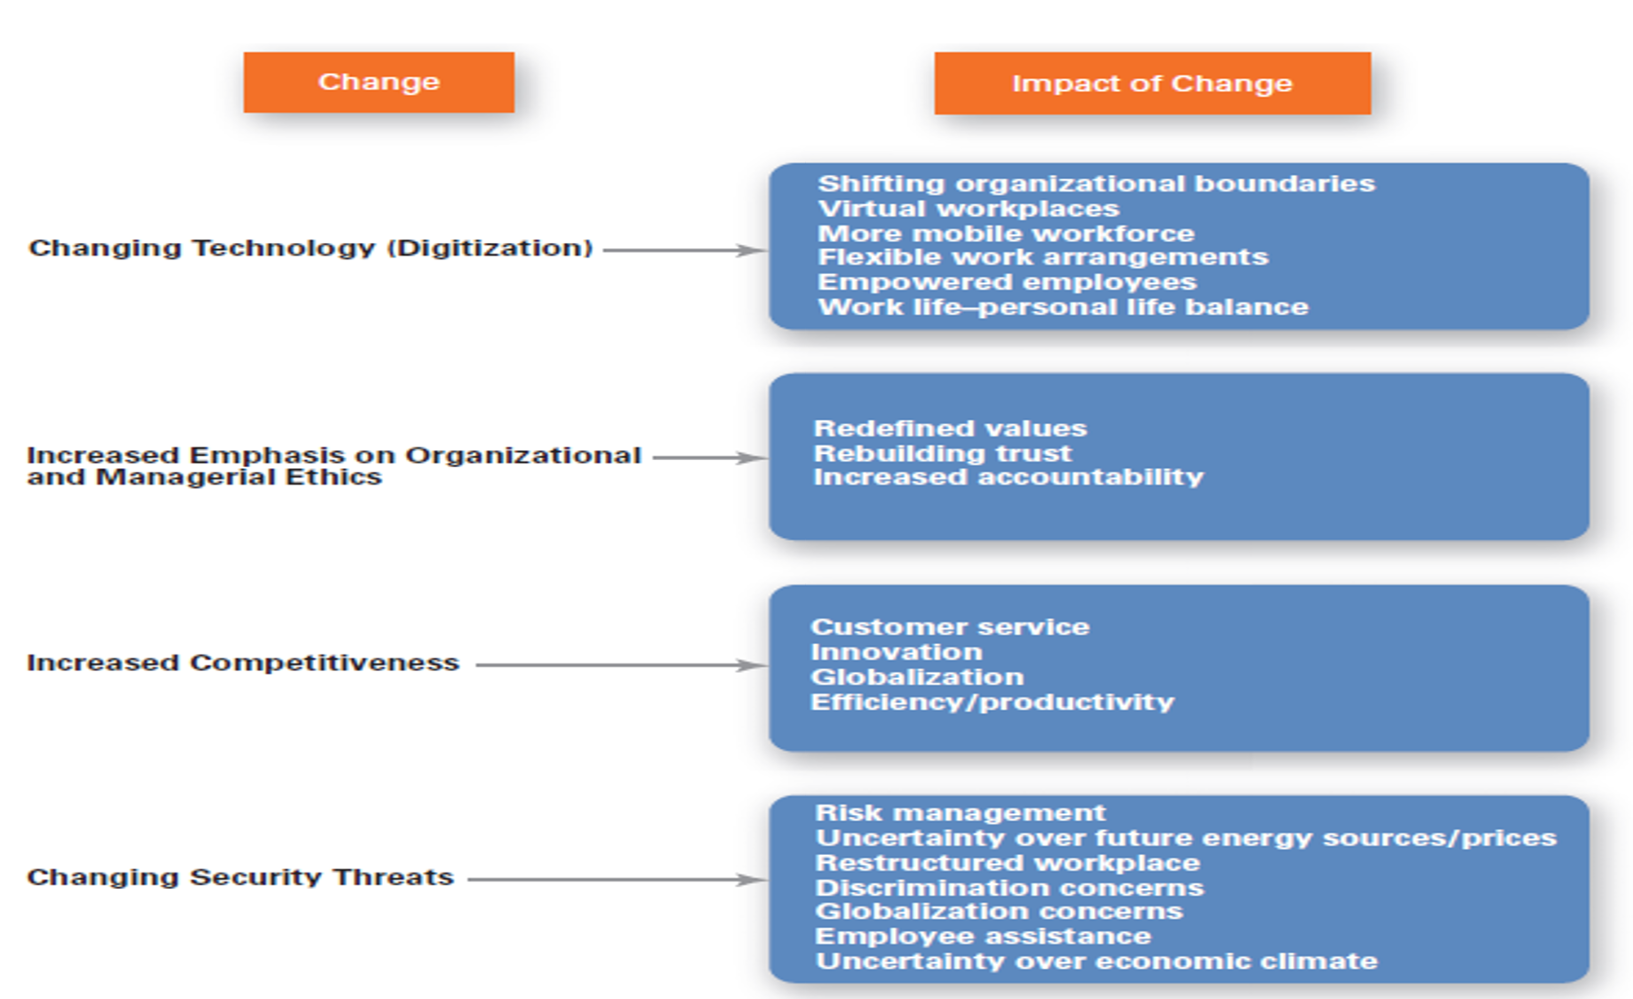 Change
Impact of Change
Changing Technology (Digitization)
Shifting organizational boundaries
Virtual workplaces
More mobile workforce
Flexible work arrangements
Empowered employees
Work life–personal life balance
Increased Emphasis on Organizational
and Managerial Ethics
Redefined values
Rebuilding trust
Increased accountability
Increased Competitiveness
Customer service
Innovation
Globalization
Efficiency/productivity
Changing Security Threats
Risk management
Uncertainty over future energy sources/prices
Restructured workplace
Discrimination concerns
Globalization concerns
Employee assistance
Uncertainty over economic climate